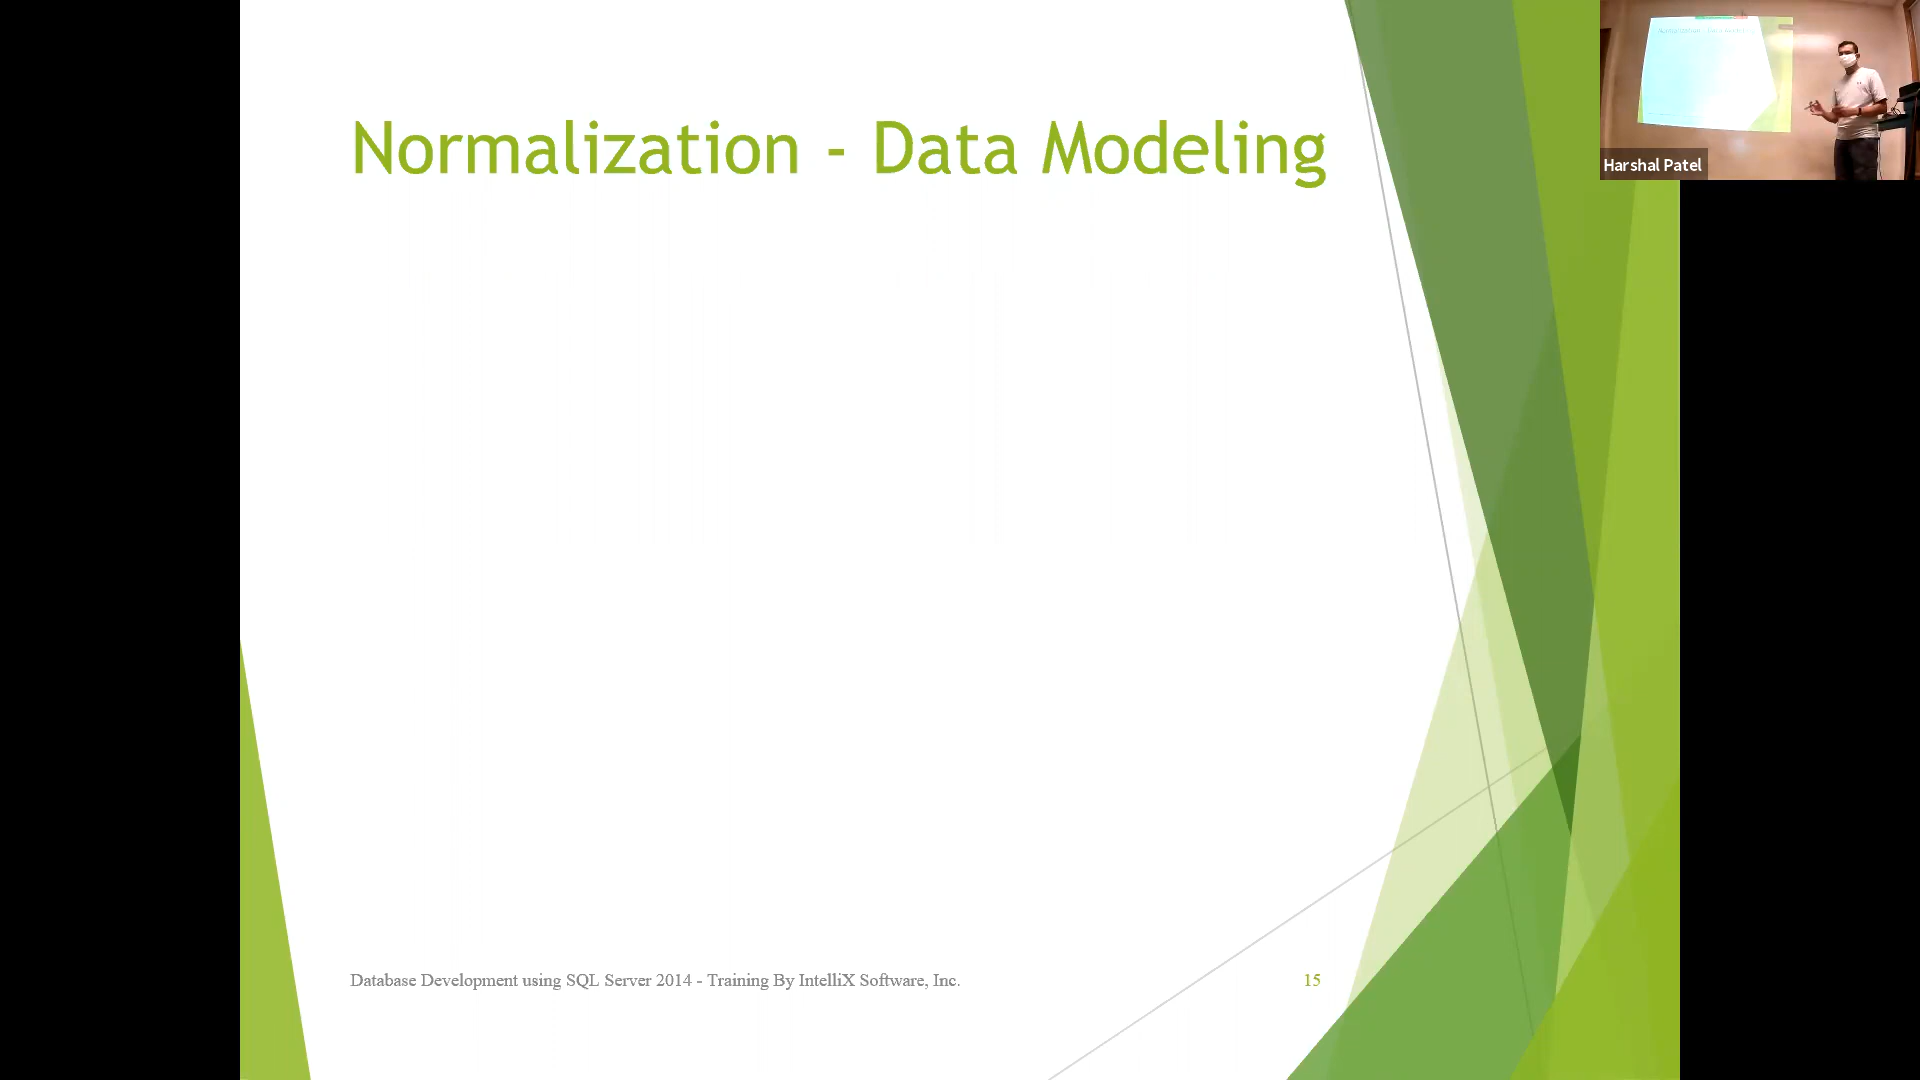 Normalization - Data Modeling
Harshal Patel
Database Development using SQL Server 2014 - Training By IntelliX Software, Inc.
15